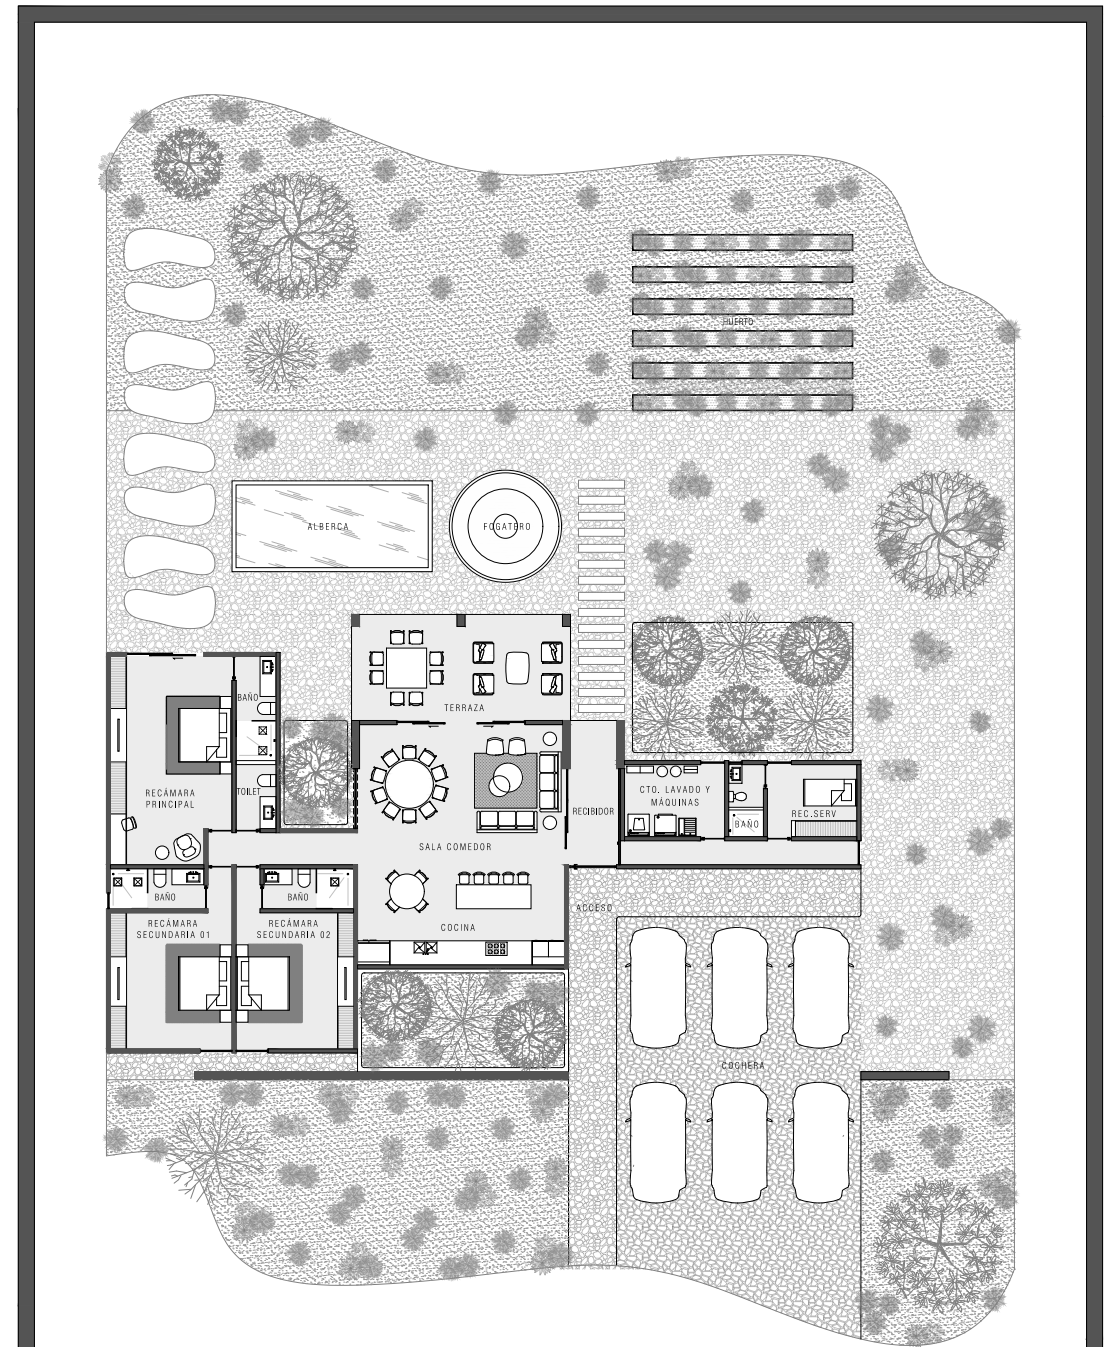 HUERTO
ALBERCA
FOGATERO
BAÑO
TERRAZA
RECÁMARA
PRINCIPAL
TOILET
RECIBIDOR
CTO. LAVADO Y
MÁQUINAS
BAÑO
REC.SERV
SALA COMEDOR
BAÑO
BAÑO
ACCESO
RECÁMARA
SECUNDARIA 01
RECÁMARA
SECUNDARIA 02
COCINA
COCHERA